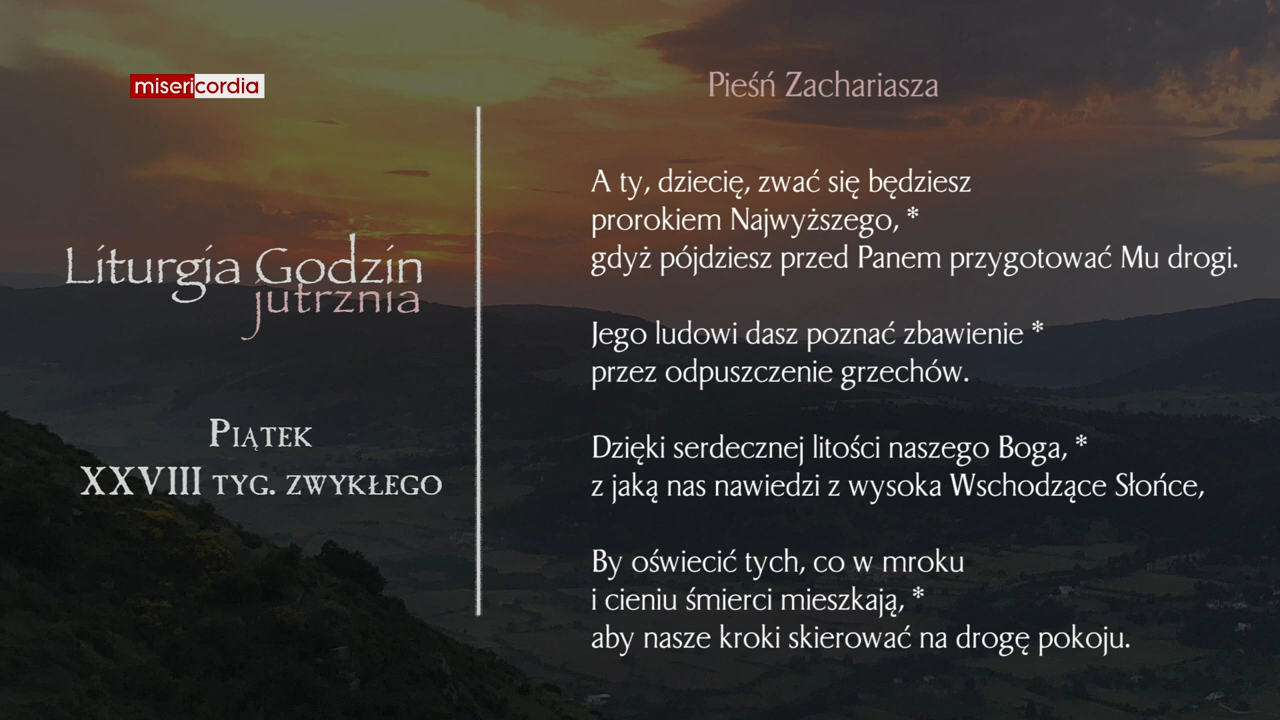 misericordia
Liturgia Godzin
jutrznia
Piątek
XXVIII tyg. zwykłego
Pieśń Zachariasza
A ty, dziecię, zwać się będziesz
prorokiem Najwyższego, *
gdyż pójdziesz przed Panem przygotować Mu drogi.
Jego ludowi dasz poznać zbawienie *
przez odpuszczenie grzechów.
Dzięki serdecznej litości naszego Boga, *
z jaką nas nawiedzi z wysoka Wschodzące Słońce,
By oświecić tych, co w mroku
i cieniu śmierci mieszkają, *
aby nasze kroki skierować na drogę pokoju.